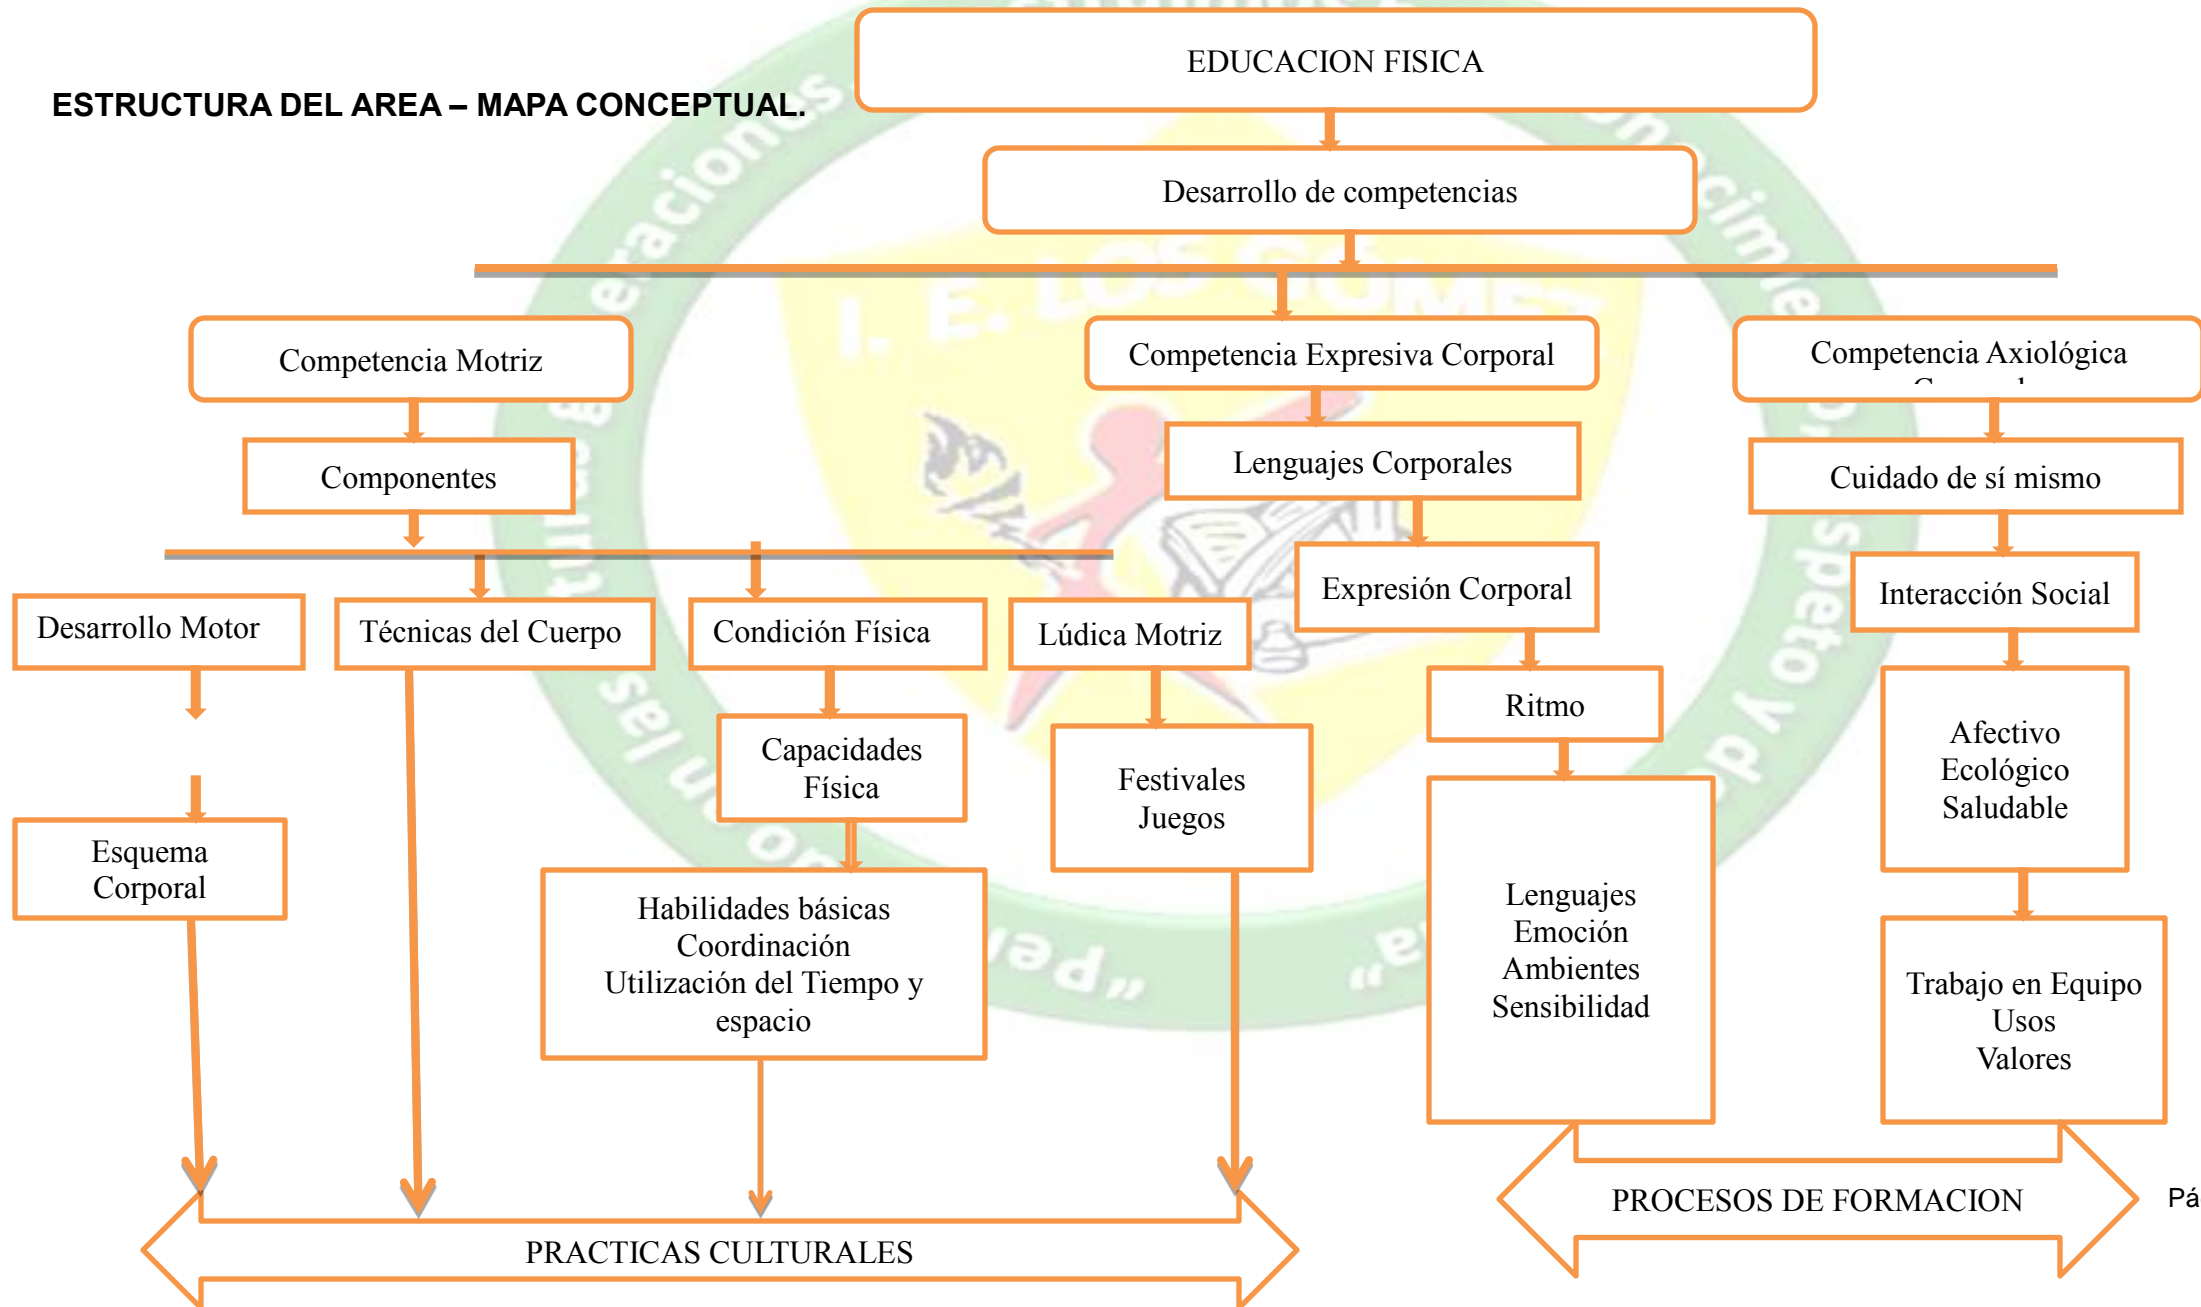 EDUCACION FISICA
ESTRUCTURA DEL AREA – MAPA CONCEPTUAL.
Desarrollo de competencias
I. E. LOS GÓMEZ
Competencia Motriz
Competencia Expresiva Corporal
Competencia Axiológica
Componentes
Lenguajes Corporales
Cuidado de sí mismo
Desarrollo Motor
Técnicas del Cuerpo
Condición Física
Lúdica Motriz
Expresión Corporal
Interacción Social
Ritmo
Capacidades
Física
Festivales
Juegos
Afectivo
Ecológico
Saludable
Esquema
Corporal
Habilidades básicas
Coordinación
Utilización del Tiempo y
espacio
Lenguajes
Emoción
Ambientes
Sensibilidad
Trabajo en Equipo
Usos
Valores
PRACTICAS CULTURALES
PROCESOS DE FORMACION
Pá